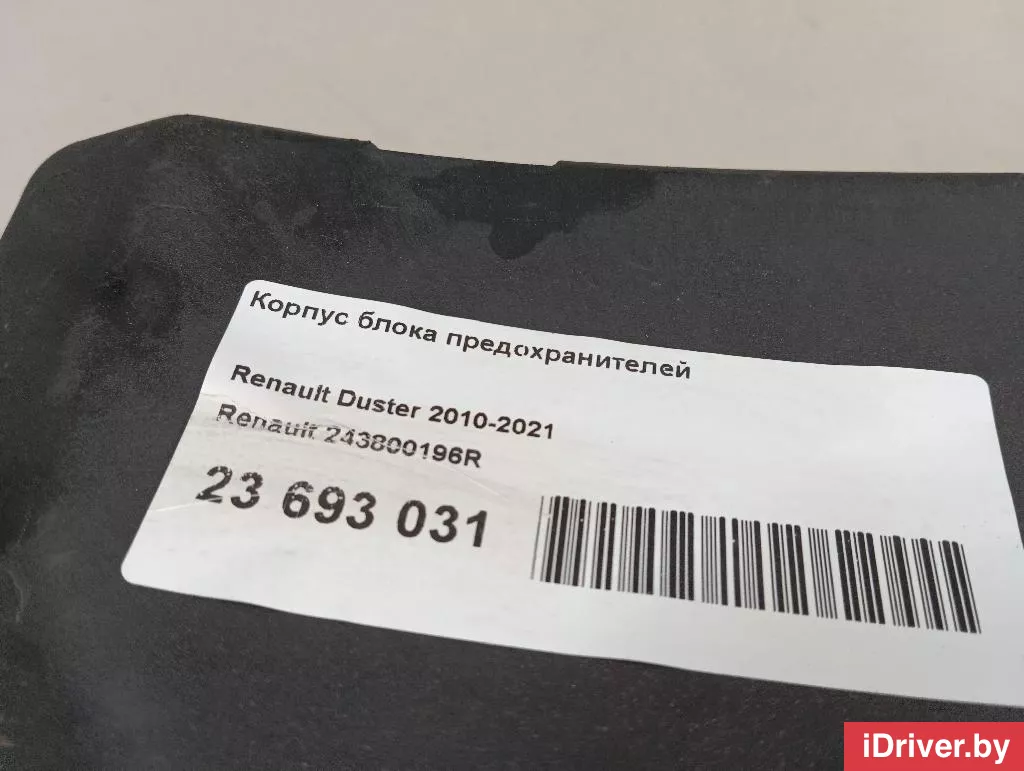 Корпус блока предохранителей
Renault Duster 2010-2021
Renault 243800196R
23 693 031
iDriver.by